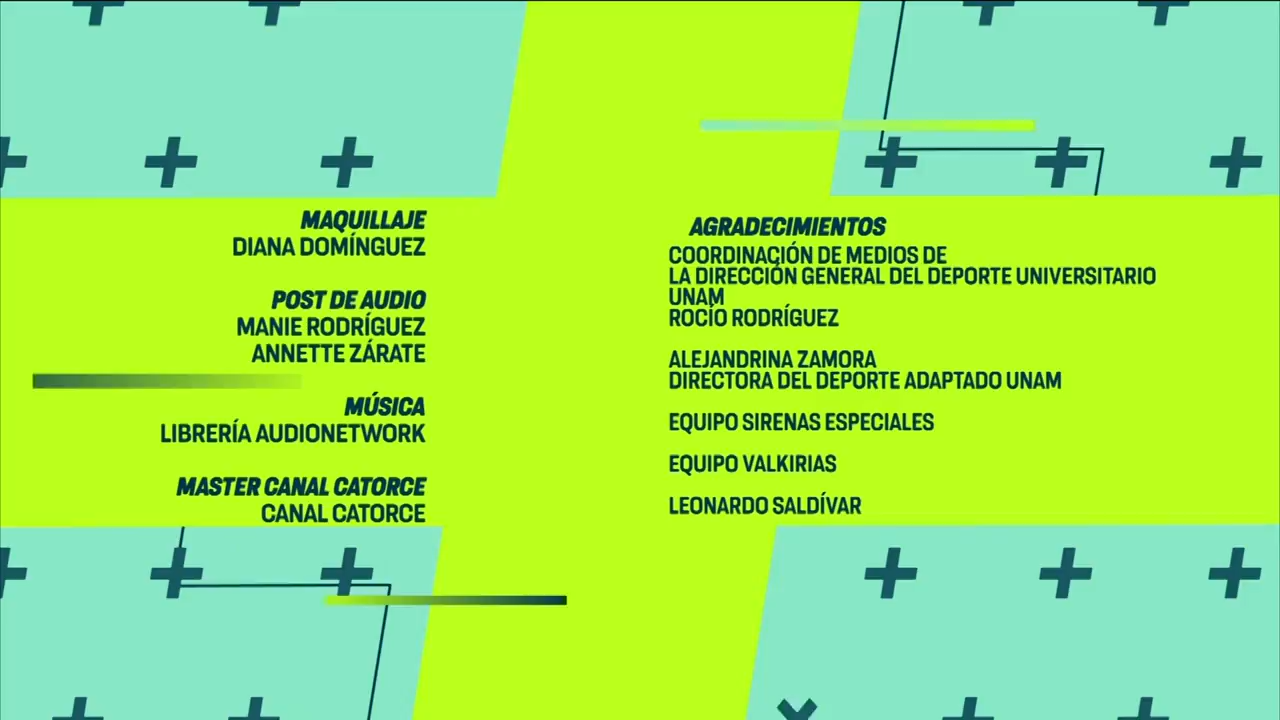 MAQUILLAJE
DIANA DOMÍNGUEZ
POST DE AUDIO
MANIE RODRÍGUEZ
ANNETTE ZÁRATE
MÚSICA
LIBRERÍA AUDIONETWORK
MASTER CANAL CATORCE
CANAL CATORCE
AGRADECIMIENTOS
COORDINACIÓN DE MEDIOS DE
LA DIRECCIÓN GENERAL DEL DEPORTE UNIVERSITARIO
UNAM
ROCÍO RODRÍGUEZ
ALEJANDRINA ZAMORA
DIRECTORA DEL DEPORTE ADAPTADO UNAM
EQUIPO SIRENAS ESPECIALES
EQUIPO VALKIRIAS
LEONARDO SALDÍVAR